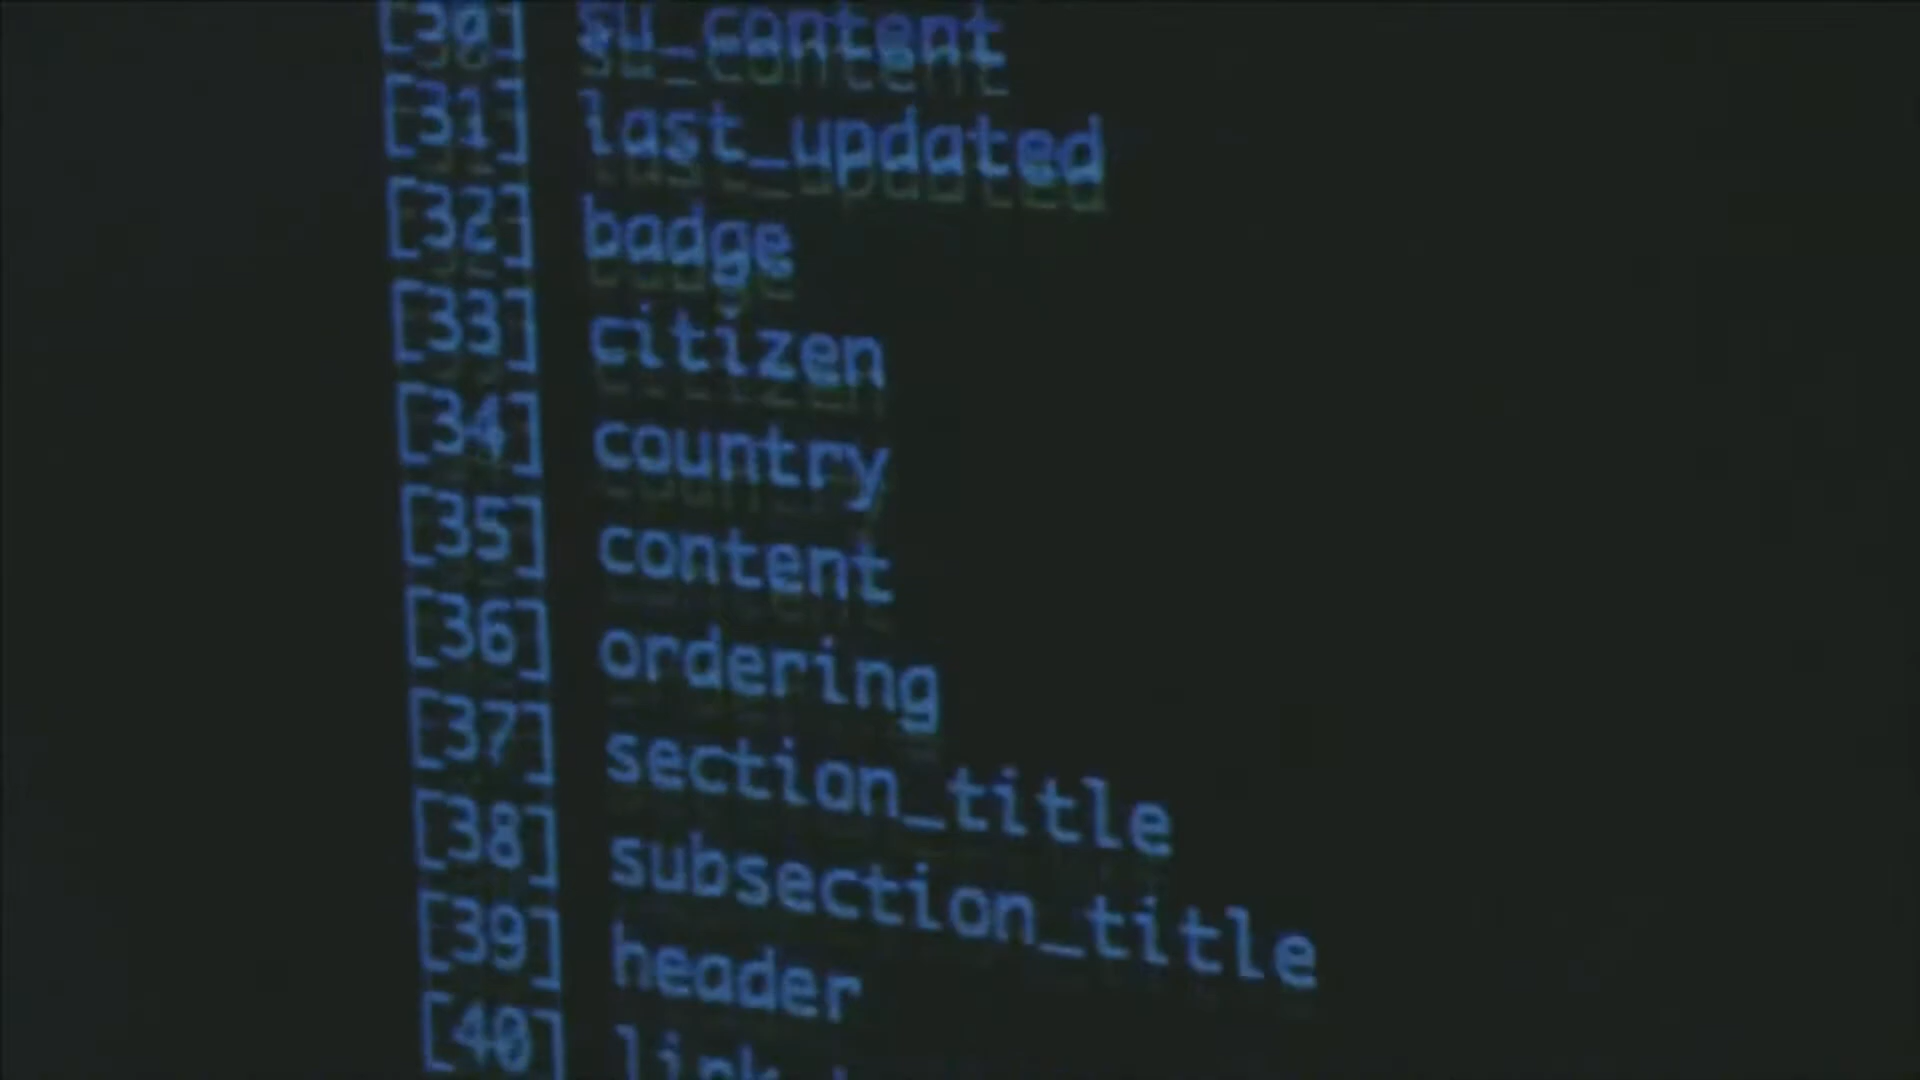 [30] su_content
[31] last_updated
[32] badge
[33] citizen
[34] country
[35] content
[36] ordering
[37] section_title
[38] subsection_title
[39] header
[40]